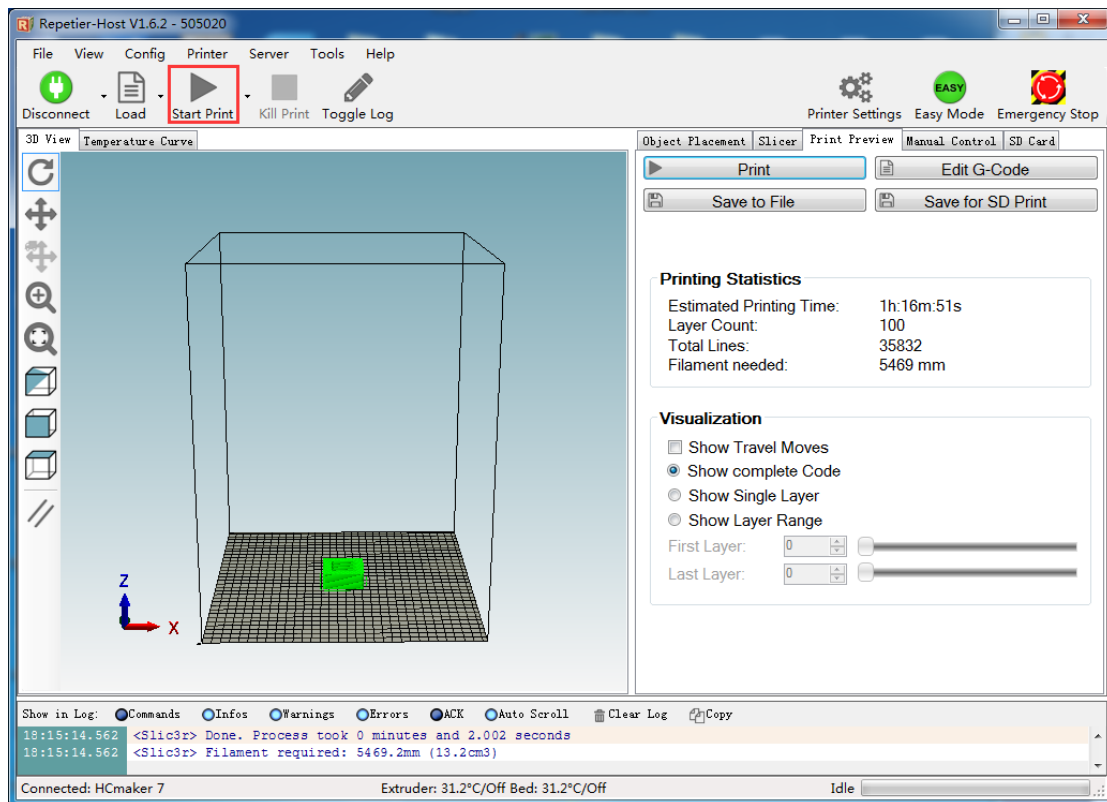 Repetier-Host V1.6.2 - 505020
File View Config Printer Server Tools Help
Disconnect Load Start Print Kill Print Toggle Log Printer Settings EASY Easy Mode Emergency Stop
3D View Temperature Curve
Object Placement Slicer Print Preview Manual Control SD Card
Print Edit G-Code
Save to File Save for SD Print
Printing Statistics
Estimated Printing Time: 1h:16m:51s
Layer Count: 100
Total Lines: 35832
Filament needed: 5469 mm
Visualization
Show Travel Moves
Show complete Code
Show Single Layer
Show Layer Range
First Layer: 0
Last Layer: 0
Z
X
Show in Log: Commands Infos Warnings Errors ACK Auto Scroll Clear Log Copy
18:15:14.562 <Slic3r> Done. Process took 0 minutes and 2.002 seconds
18:15:14.562 <Slic3r> Filament required: 5469.2mm (13.2cm3)
Connected: HCmaker 7 Extruder: 31.2°C/Off Bed: 31.2°C/Off Idle